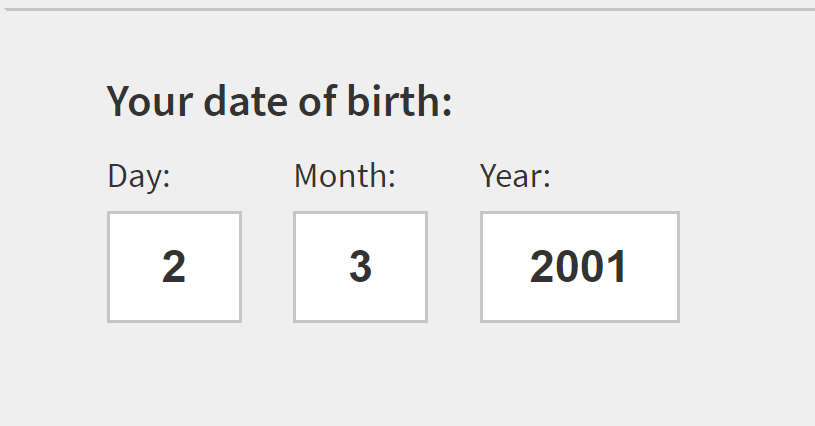 Your date of birth:
Day: Month: Year:
2 3 2001